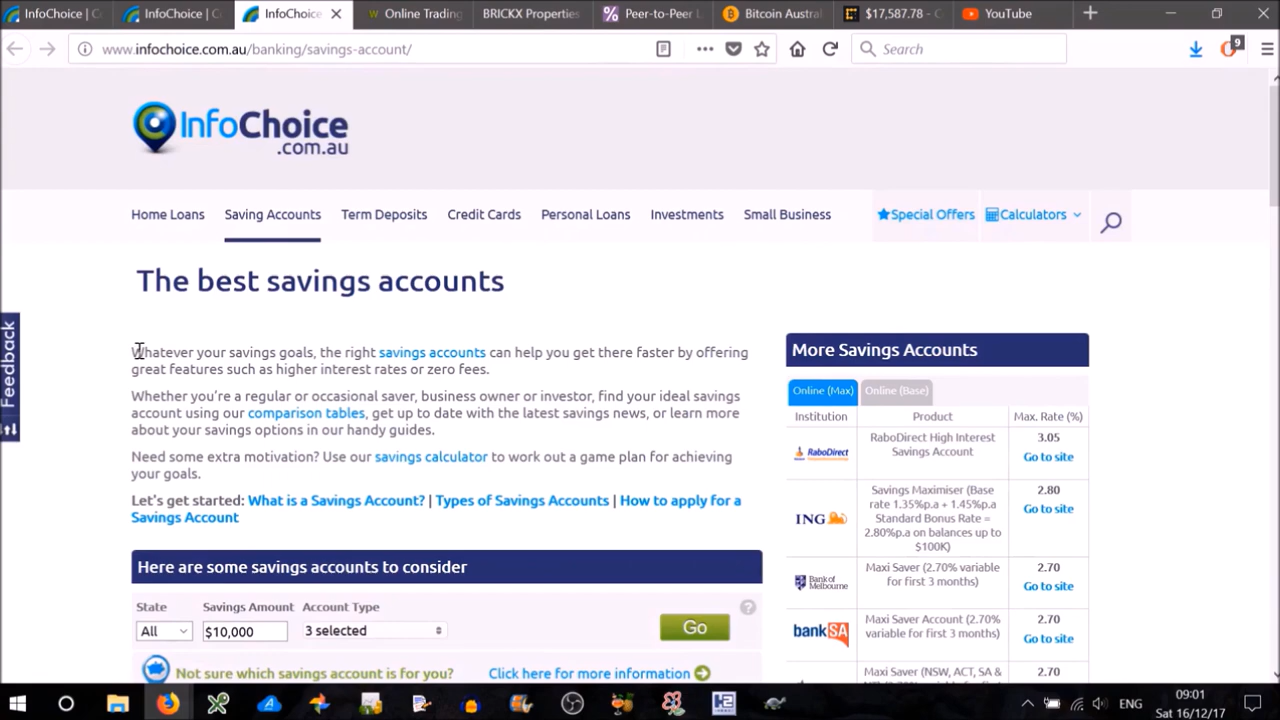 InfoChoice | C
InfoChoice | C
InfoChoice
Online Trading
BRICKX Properties
Peer-to-Peer L
Bitcoin Austral
$17,587.78 - C
YouTube
www.infochoice.com.au/banking/savings-account/
Search
9
InfoChoice
.com.au
Home Loans
Saving Accounts
Term Deposits
Credit Cards
Personal Loans
Investments
Small Business
Special Offers
Calculators
The best savings accounts
Feedback
Whatever your savings goals, the right savings accounts can help you get there faster by offering
great features such as higher interest rates or zero fees.
Whether you're a regular or occasional saver, business owner or investor, find your ideal savings
account using our comparison tables, get up to date with the latest savings news, or learn more
about your savings options in our handy guides.
Need some extra motivation? Use our savings calculator to work out a game plan for achieving
your goals.
Let's get started: What is a Savings Account? | Types of Savings Accounts | How to apply for a
Savings Account
Here are some savings accounts to consider
State
Savings Amount
Account Type
All
$10,000
3 selected
Go
?
Not sure which savings account is for you?
Click here for more information
More Savings Accounts
Online (Max)
Online (Base)
Institution
Product
Max. Rate (%)
RaboDirect
RaboDirect High Interest
Savings Account
3.05
Go to site
ING
Savings Maximiser (Base
rate 1.35%p.a + 1.45%p.a
Standard Bonus Rate =
2.80%p.a on balances up to
$100K)
2.80
Go to site
Bank of
Melbourne
Maxi Saver (2.70% variable
for first 3 months)
2.70
Go to site
bankSA
Maxi Saver Account (2.70%
variable for first 3 months)
2.70
Go to site
Maxi Saver (NSW, ACT, SA &
2.70
ENG
09:01
Sat 16/12/17